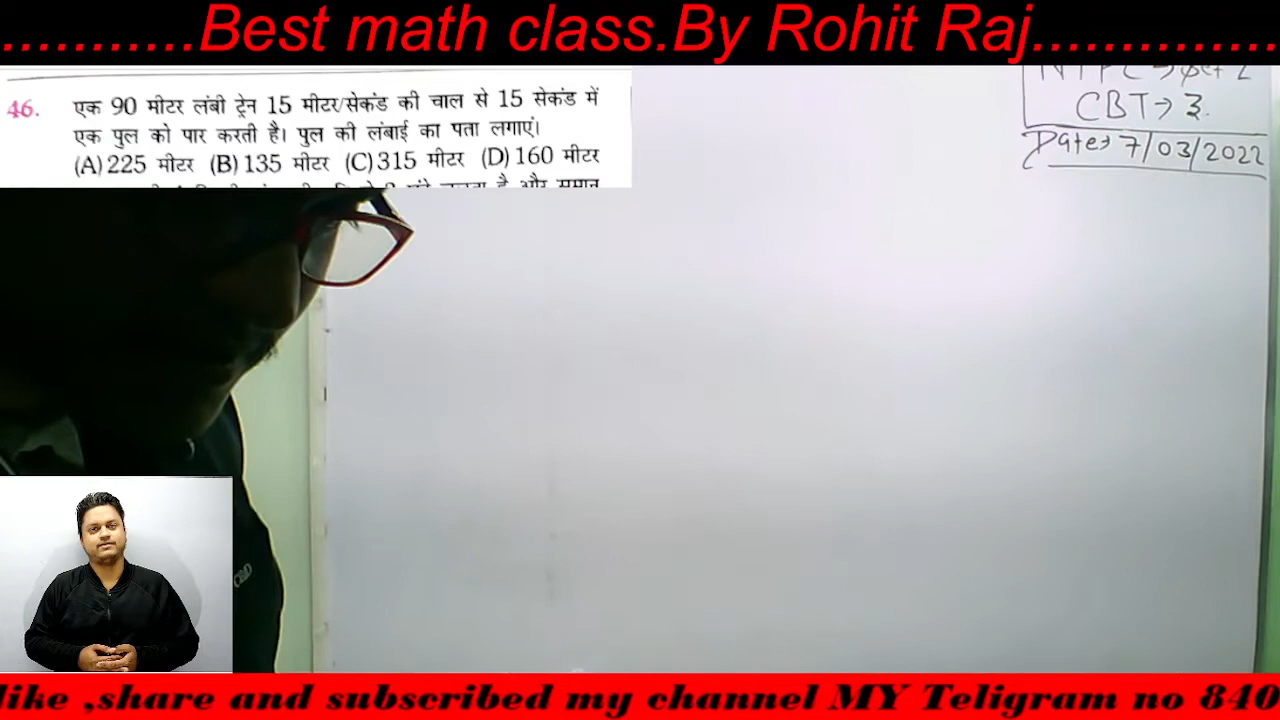 ...........Best math class.By Rohit Raj..............
46. एक 90 मीटर लंबी ट्रेन 15 मीटर/सेकंड की चाल से 15 सेकंड में
एक पुल को पार करती है। पुल की लंबाई का पता लगाएं।
(A) 225 मीटर (B) 135 मीटर (C) 315 मीटर (D) 160 मीटर
CBT→3.
Date→7/03/2022
like ,share and subscribed my channel MY Teligram no 840